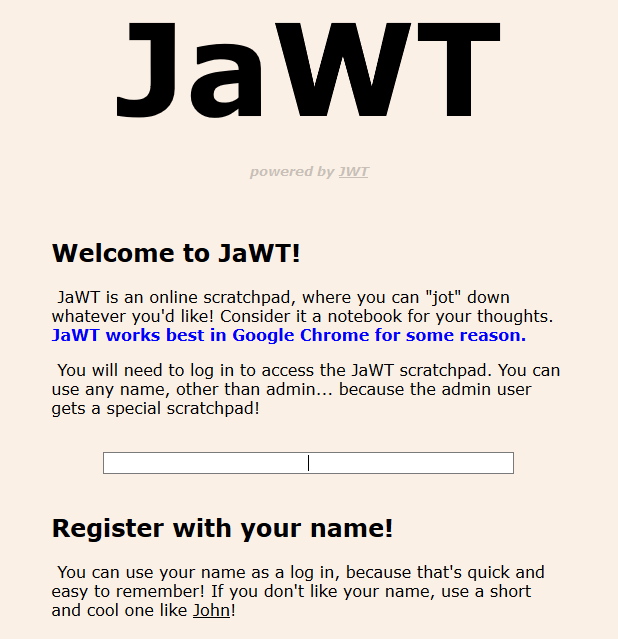 JaWT
powered by JWT
Welcome to JaWT!
JaWT is an online scratchpad, where you can "jot" down
whatever you'd like! Consider it a notebook for your thoughts.
JaWT works best in Google Chrome for some reason.
You will need to log in to access the JaWT scratchpad. You can
use any name, other than admin... because the admin user
gets a special scratchpad!
Register with your name!
You can use your name as a log in, because that's quick and
easy to remember! If you don't like your name, use a short
and cool one like John!